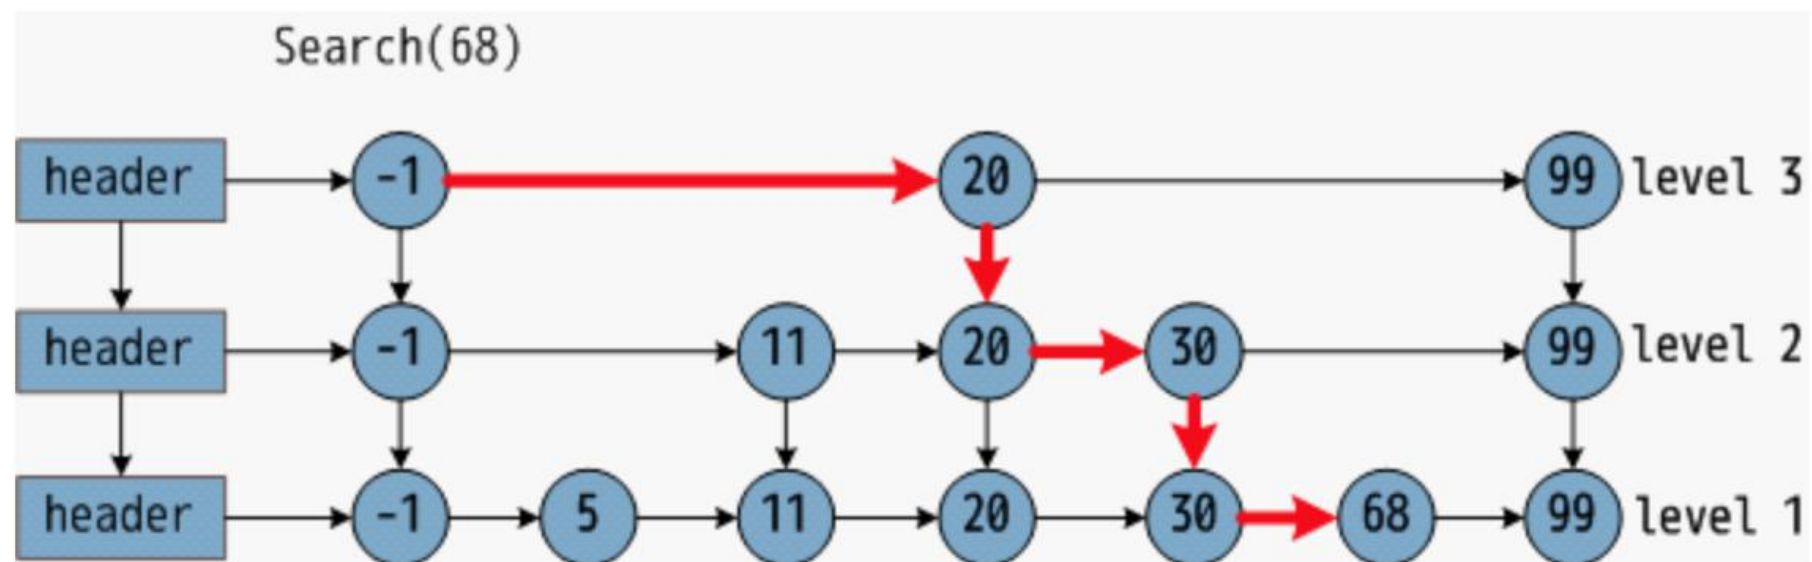 Search(68)
header -1 20 99 level 3
header -1 11 20 30 99 level 2
header -1 5 11 20 30 68 99 level 1